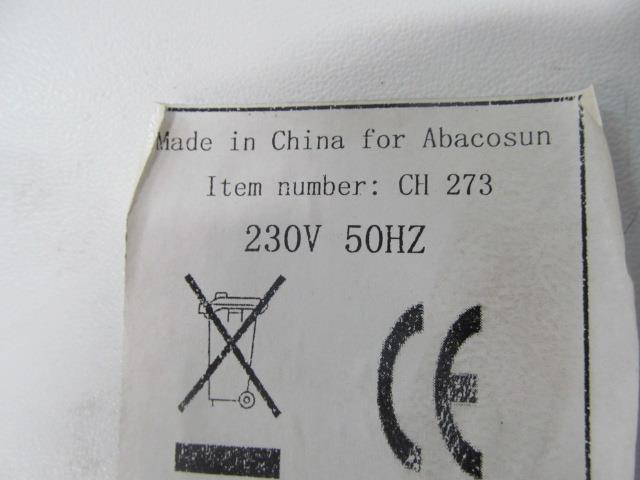 Made in China for Abacosun
Item number: CH 273
230V 50HZ
CE